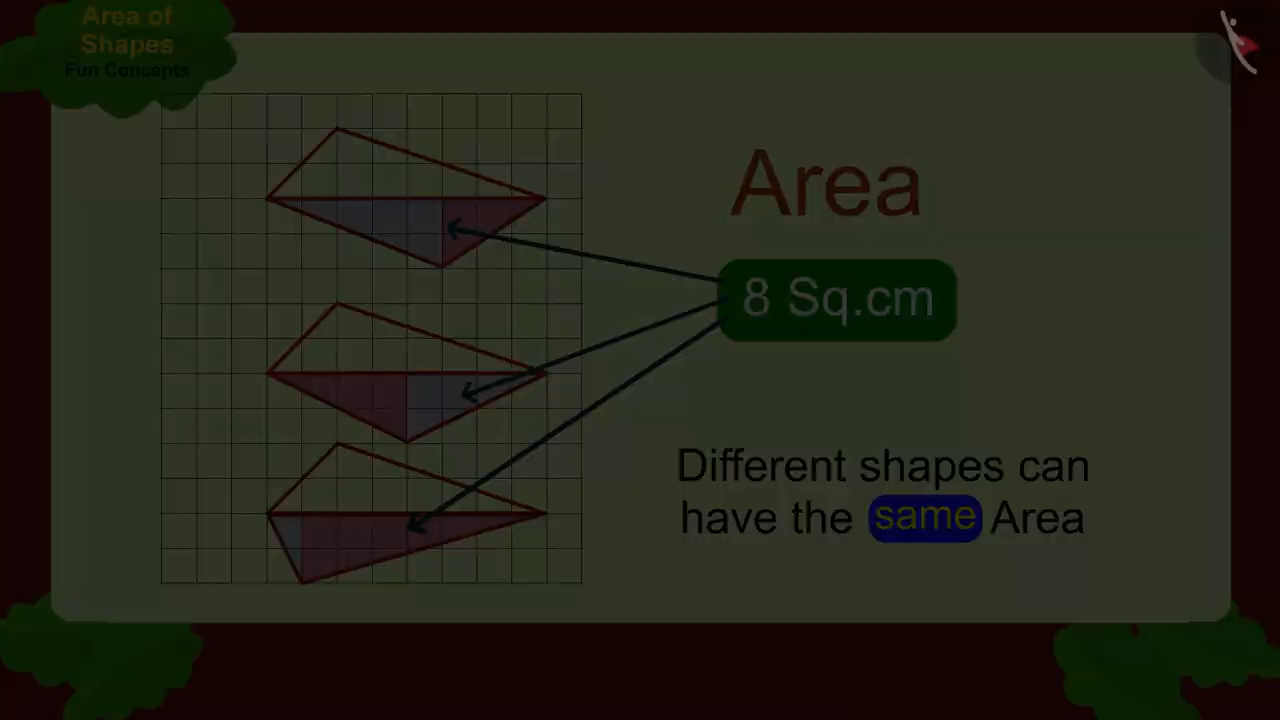 Area of
Shapes
Fun Concepts
Area
8 Sq.cm
Different shapes can
have the same Area